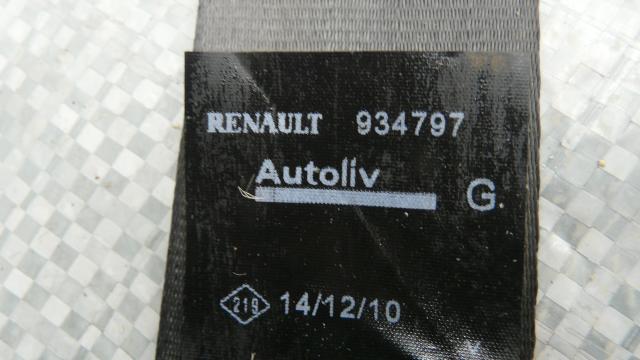 RENAULT 934797
Autoliv
G
219 14/12/10